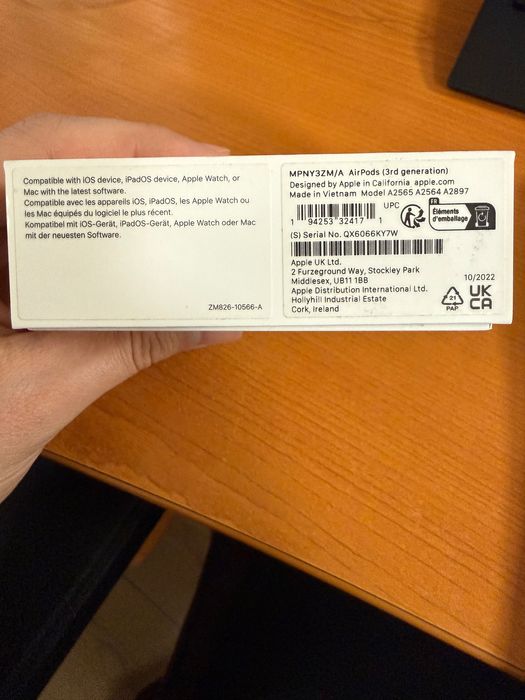 Compatible with iOS device, iPadOS device, Apple Watch, or
Mac with the latest software.
Compatible avec les appareils iOS, iPadOS, les Apple Watch ou
les Mac équipés du logiciel le plus récent.
Kompatibel mit iOS-Gerät, iPadOS-Gerät, Apple Watch oder Mac
mit der neuesten Software.
ZM826-10566-A
MPNY3ZM/A AirPods (3rd generation)
Designed by Apple in California apple.com
Made in Vietnam Model A2565 A2564 A2897
UPC
1 94253 32417 1
FR
Éléments
d'emballage
(S) Serial No. QX6066KY7W
Apple UK Ltd.
2 Furzeground Way, Stockley Park
Middlesex, UB11 1BB
Apple Distribution International Ltd.
Hollyhill Industrial Estate
Cork, Ireland
10/2022
21
PAP
UK
CA